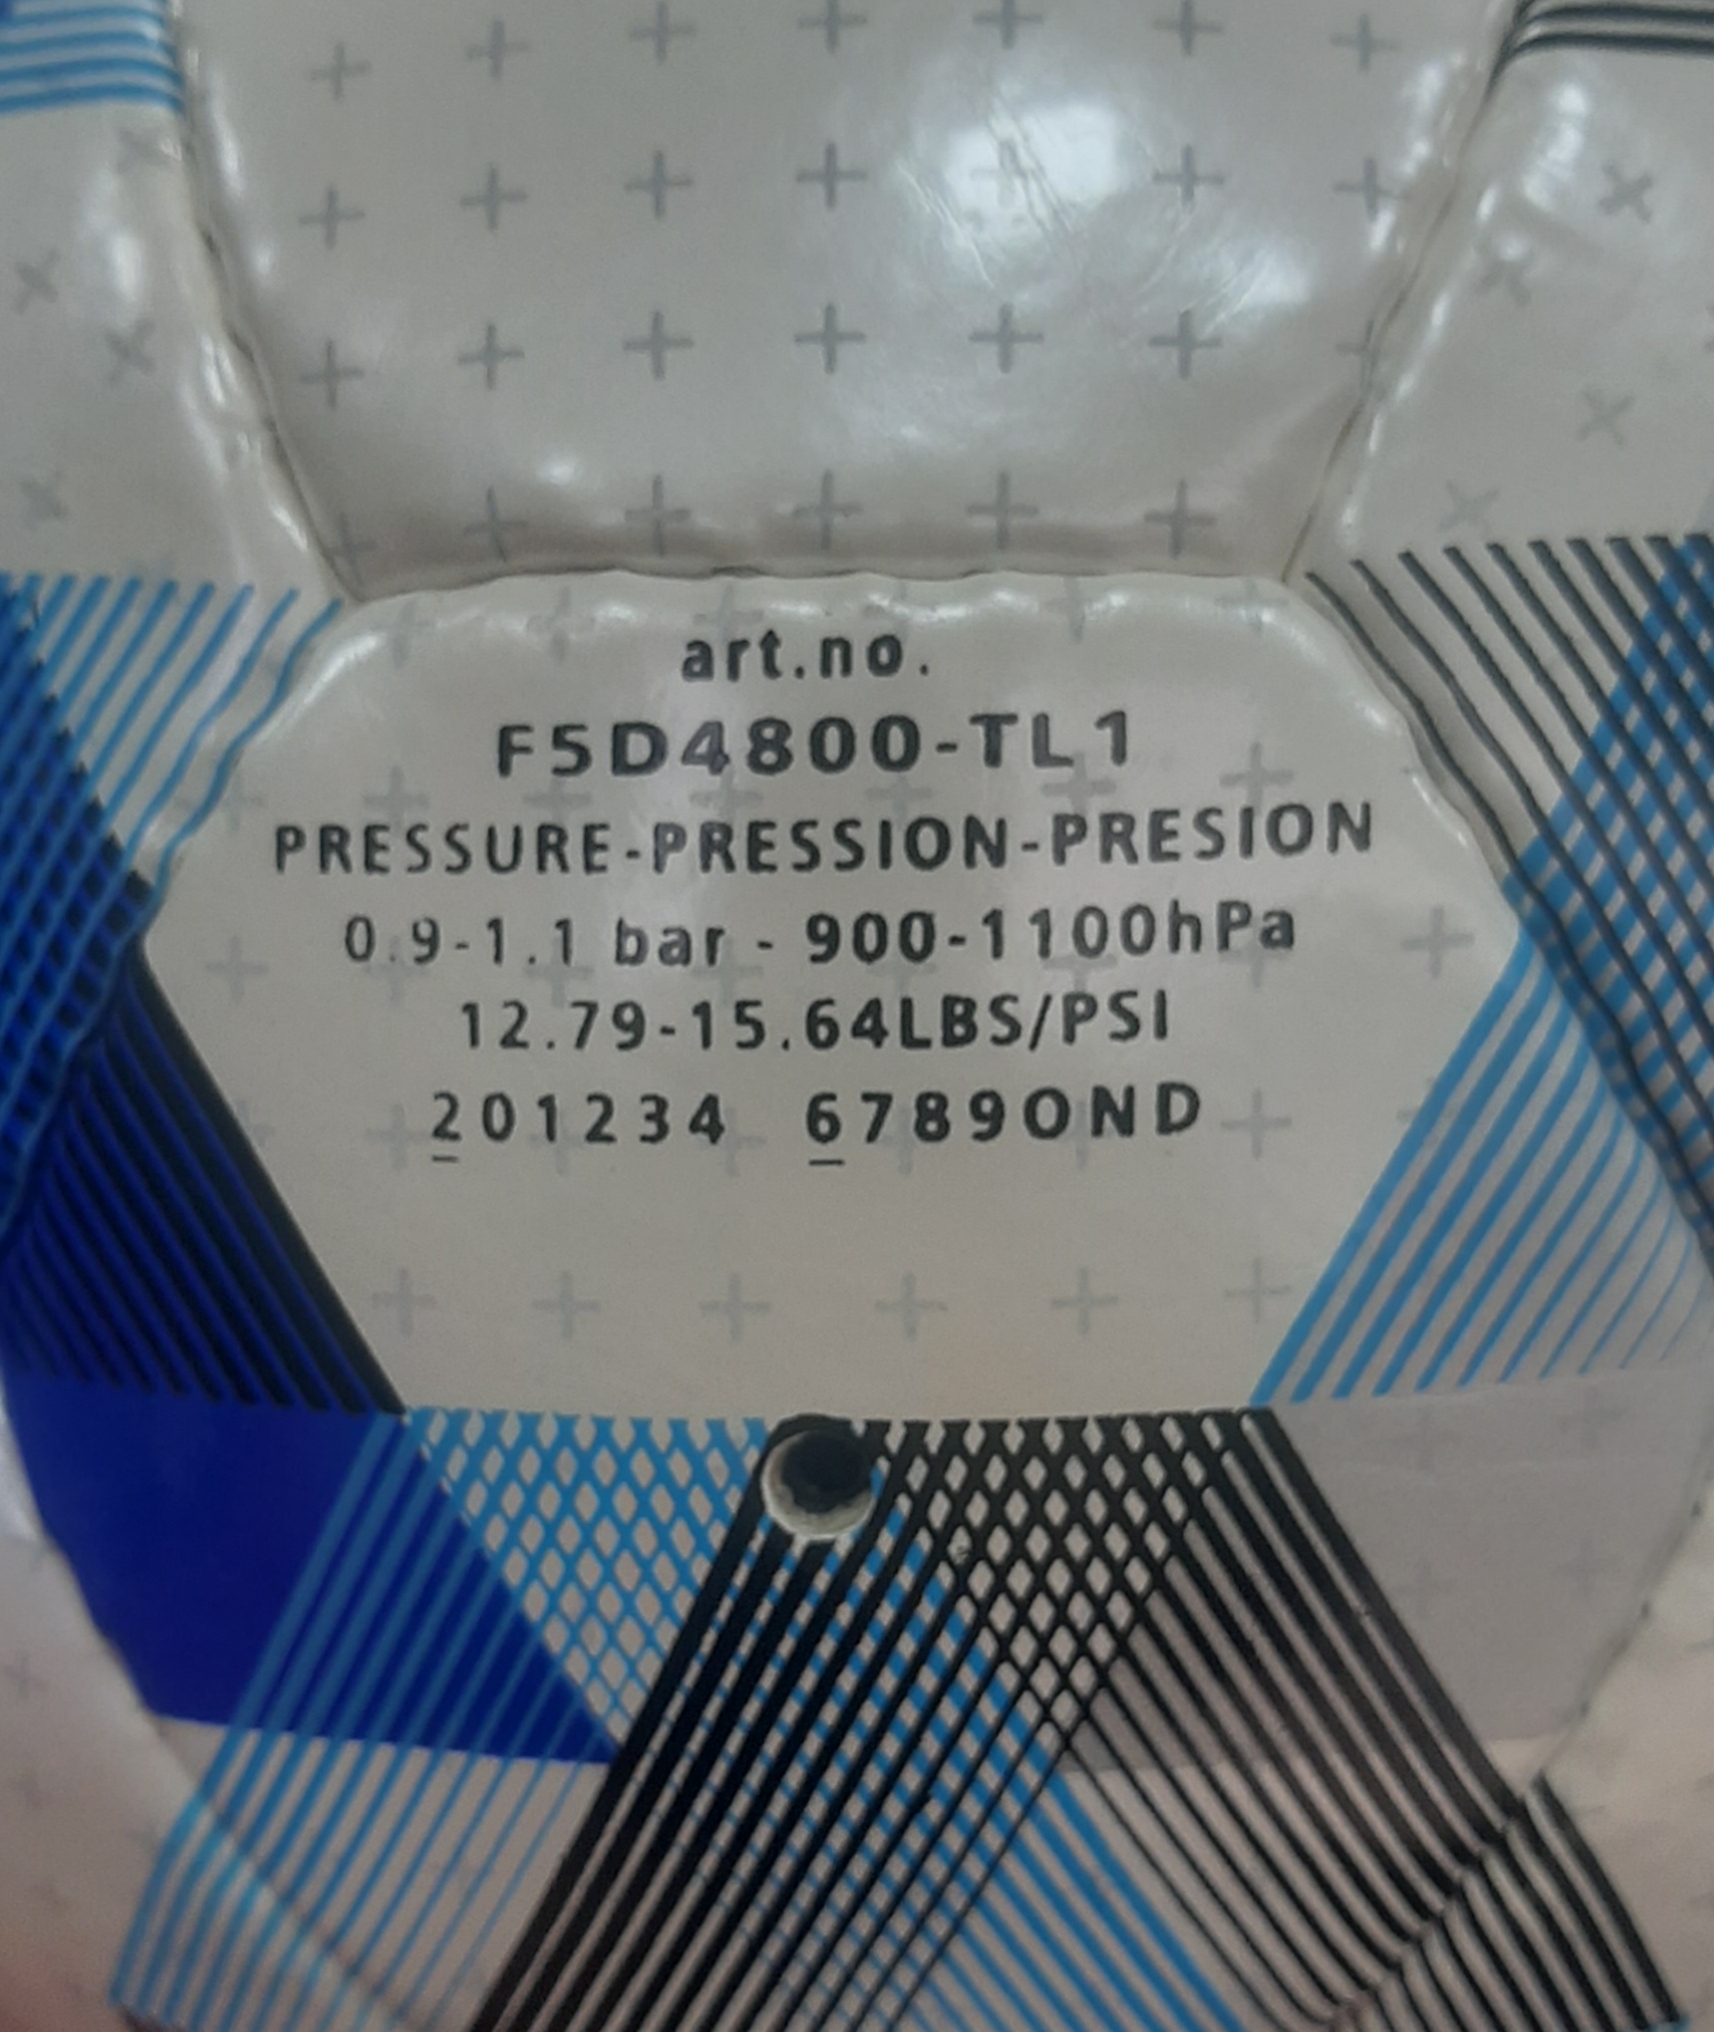 art.no.
F5D4800-TL1
PRESSURE-PRESSION-PRESION
0.9-1.1 bar - 900-1100hPa
12.79-15.64LBS/PSI
201234 6789OND